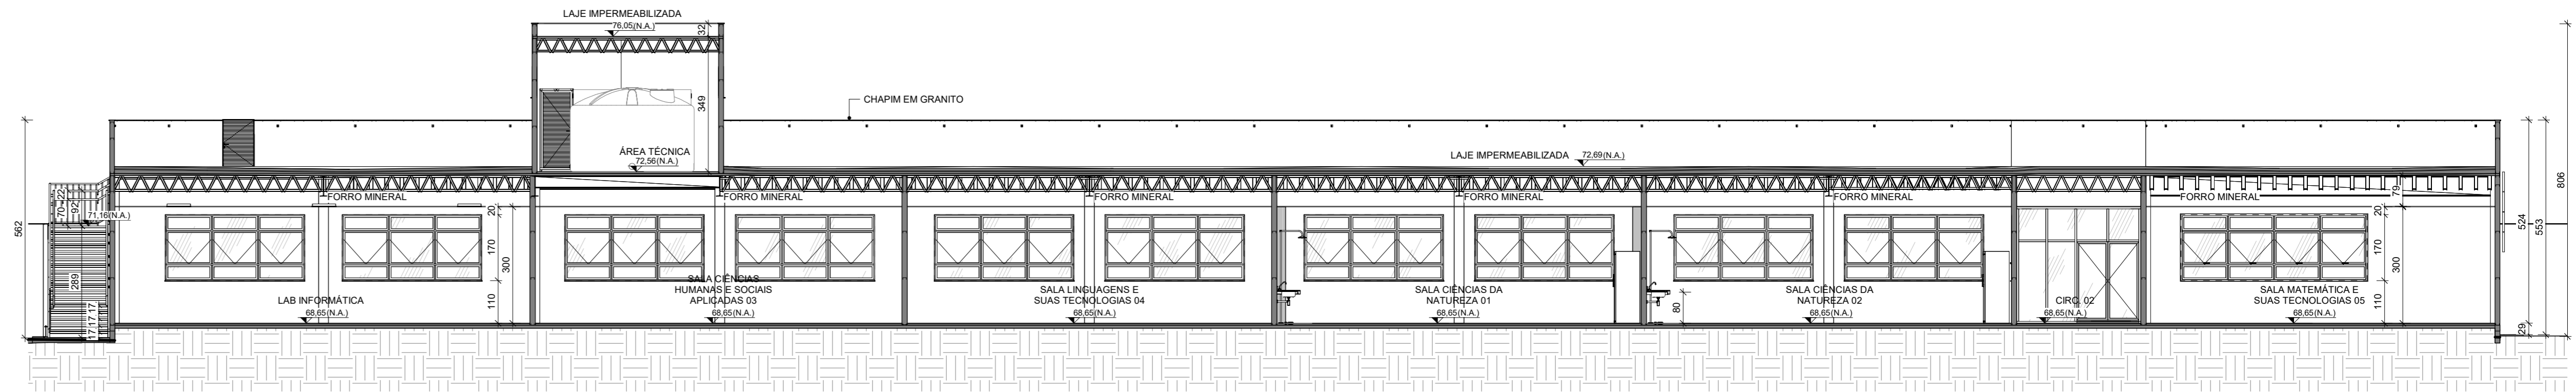 LAJE IMPERMEABILIZADA
76,05(N.A.)
32
349
CHAPIM EM GRANITO
ÁREA TÉCNICA
72,56(N.A.)
LAJE IMPERMEABILIZADA
72,69(N.A.)
562
22
70
92
71,16(N.A.)
289
17
17
17
FORRO MINERAL
20
170
300
110
LAB INFORMÁTICA
68,65(N.A.)
FORRO MINERAL
SALA CIÊNCIAS
HUMANAS E SOCIAIS
APLICADAS 03
68,65(N.A.)
FORRO MINERAL
SALA LINGUAGENS E
SUAS TECNOLOGIAS 04
68,65(N.A.)
FORRO MINERAL
SALA CIÊNCIAS DA
NATUREZA 01
68,65(N.A.)
80
FORRO MINERAL
SALA CIÊNCIAS DA
NATUREZA 02
68,65(N.A.)
CIRC. 02
68,65(N.A.)
FORRO MINERAL
SALA MATEMÁTICA E
SUAS TECNOLOGIAS 05
68,65(N.A.)
79
20
170
300
110
524
553
806
29